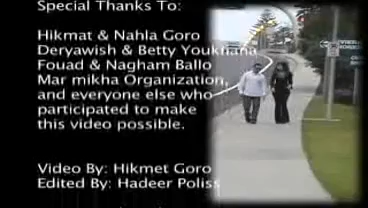 Special Thanks To:
Hikmat & Nahla Goro
Deryawish & Betty Youkhana
Fouad & Nagham Ballo
Mar mikha Organization,
and everyone else who
participated to make
this video possible.
Video By: Hikmet Goro
Edited By: Hadeer Poliss